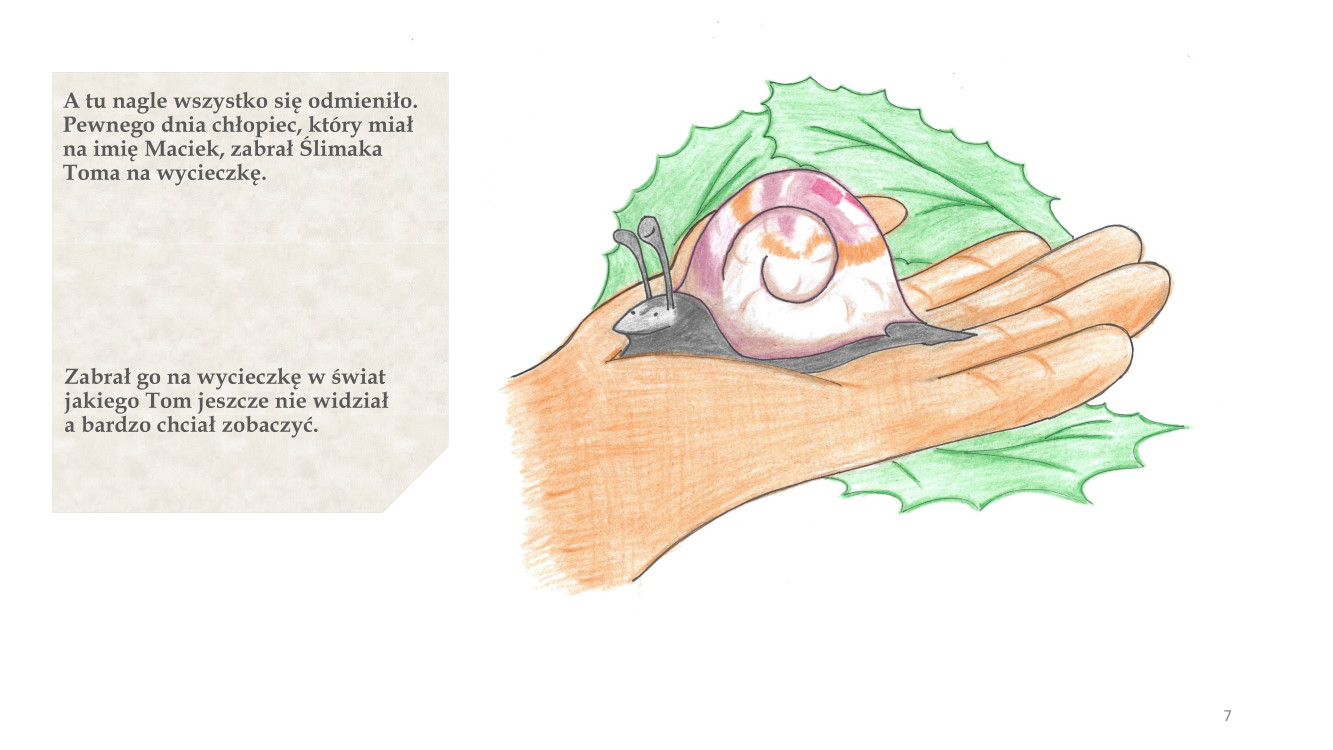 A tu nagle wszystko się odmieniło.
Pewnego dnia chłopiec, który miał
na imię Maciek, zabrał Ślimaka
Toma na wycieczkę.
Zabrał go na wycieczkę w świat
jakiego Tom jeszcze nie widział
a bardzo chciał zobaczyć.
7